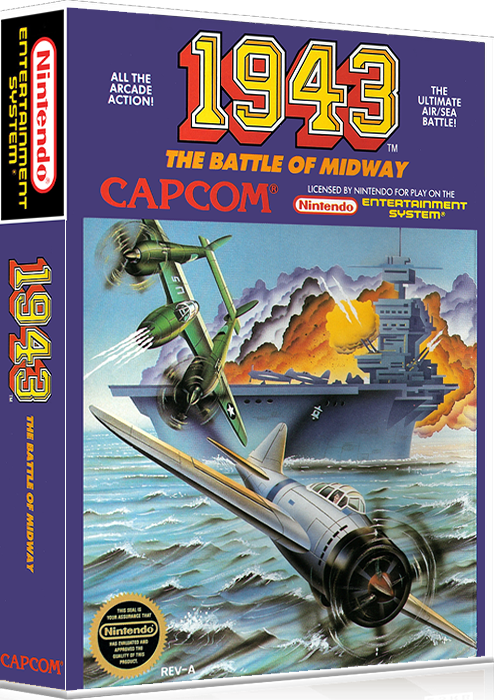 Nintendo®
ENTERTAINMENT
SYSTEM®
1943™
THE BATTLE OF MIDWAY
CAPCOM
ALL THE
ARCADE
ACTION!
1943™
THE
ULTIMATE
AIR/SEA
BATTLE!
THE BATTLE OF MIDWAY
CAPCOM®
LICENSED BY NINTENDO FOR PLAY ON THE
Nintendo
ENTERTAINMENT
SYSTEM®
THIS SEAL IS
YOUR ASSURANCE THAT
Nintendo
HAS EVALUATED AND
APPROVED THE
QUALITY OF THIS
PRODUCT.
REV-A